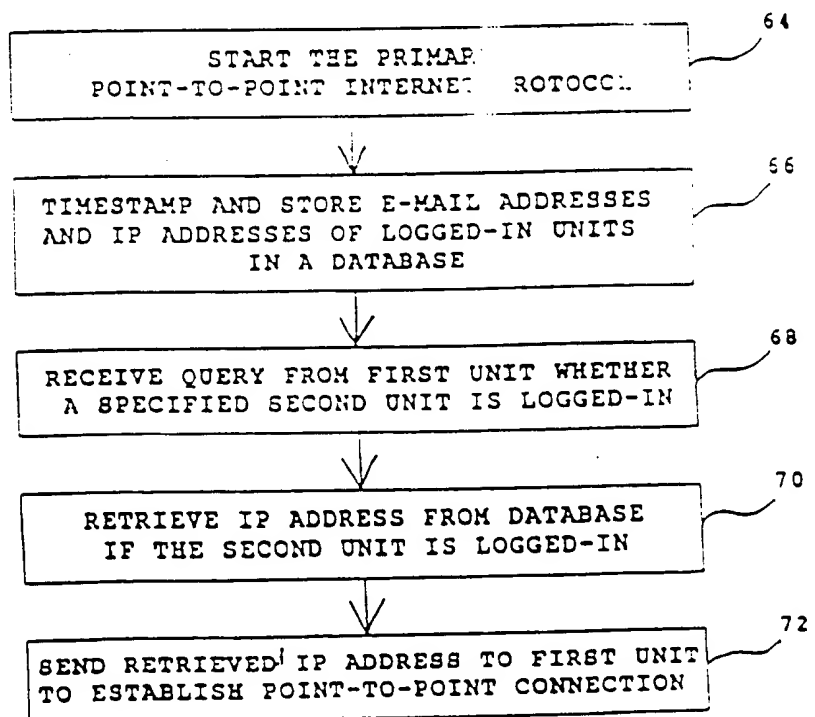 64
START THE PRIMAR
POINT-TO-POINT INTERNET ROTOCOL
66
TIMESTAMP AND STORE E-MAIL ADDRESSES
AND IP ADDRESSES OF LOGGED-IN UNITS
IN A DATABASE
68
RECEIVE QUERY FROM FIRST UNIT WHETHER
A SPECIFIED SECOND UNIT IS LOGGED-IN
70
RETRIEVE IP ADDRESS FROM DATABASE
IF THE SECOND UNIT IS LOGGED-IN
72
SEND RETRIEVED IP ADDRESS TO FIRST UNIT
TO ESTABLISH POINT-TO-POINT CONNECTION